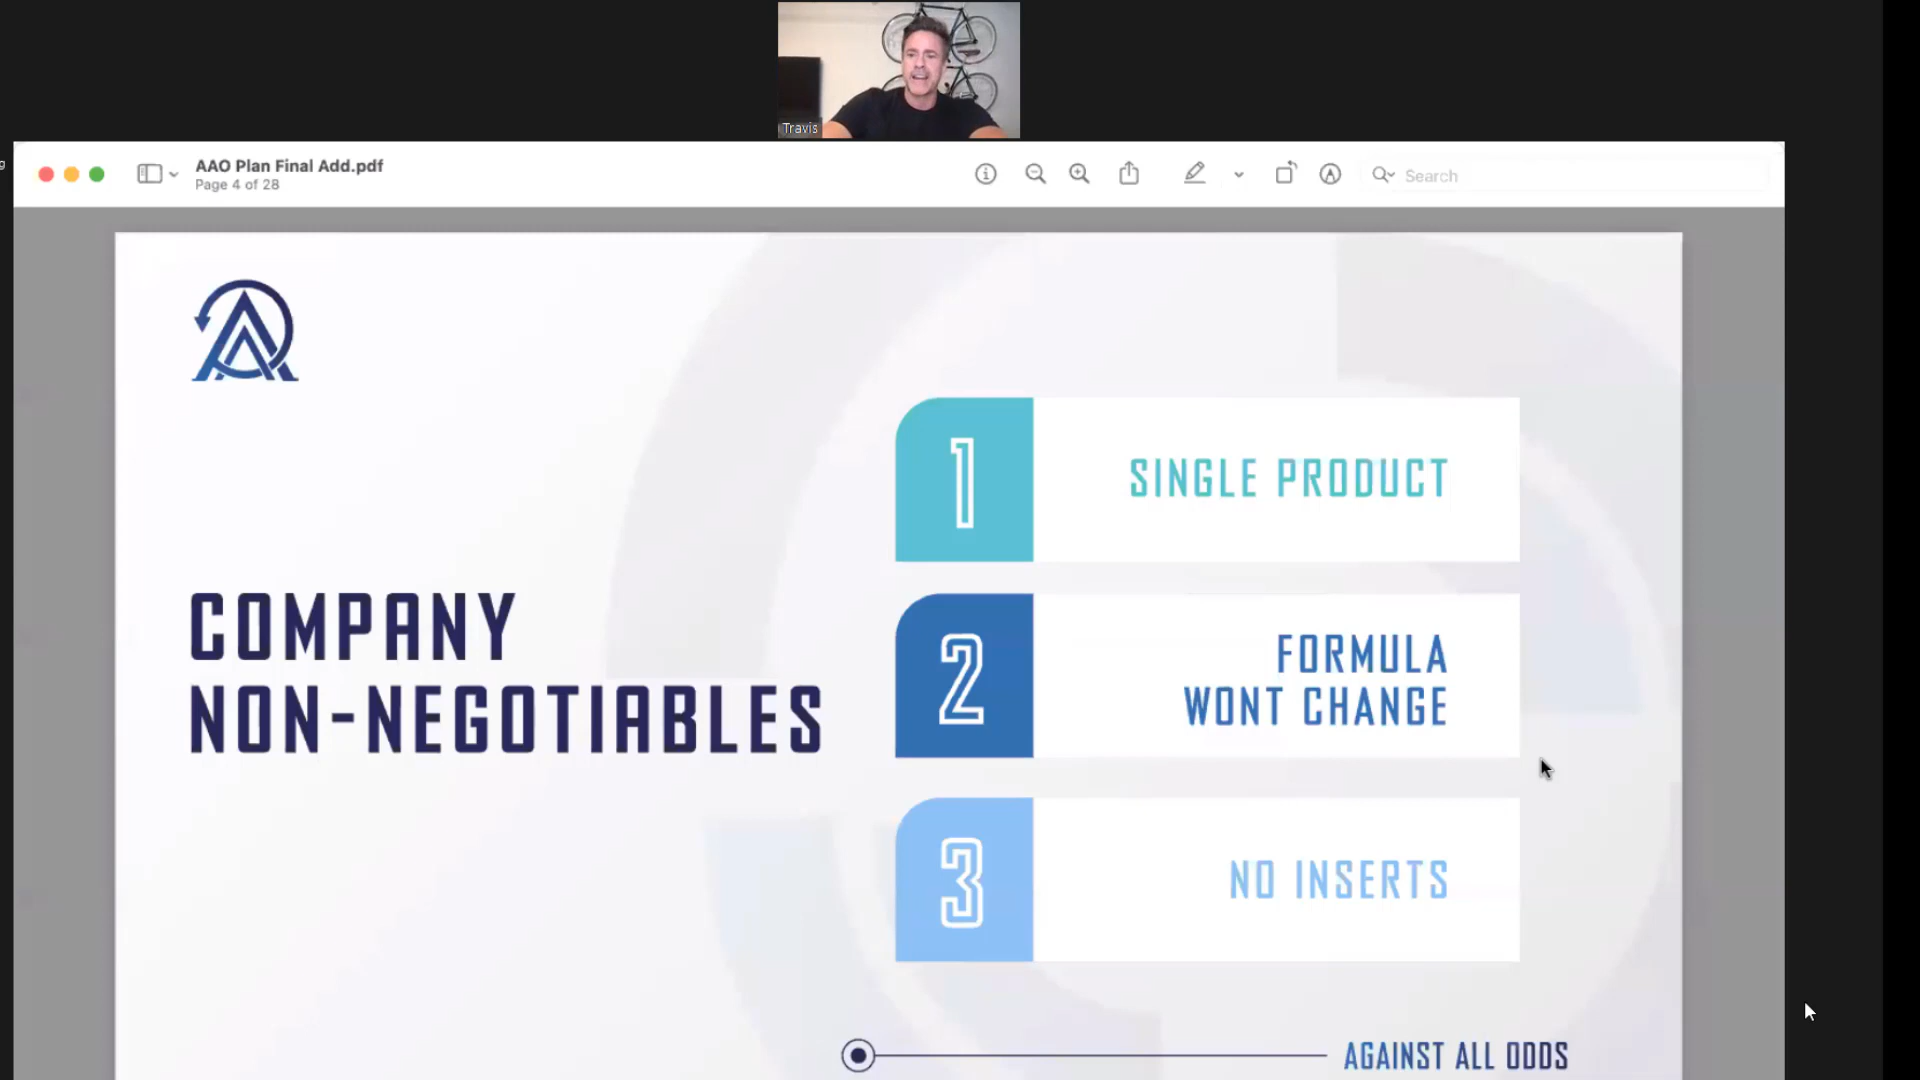 Travis
g
AAO Plan Final Add.pdf
Page 4 of 28
Search
COMPANY
NON-NEGOTIABLES
1
SINGLE PRODUCT
2
FORMULA
WONT CHANGE
3
NO INSERTS
AGAINST ALL ODDS